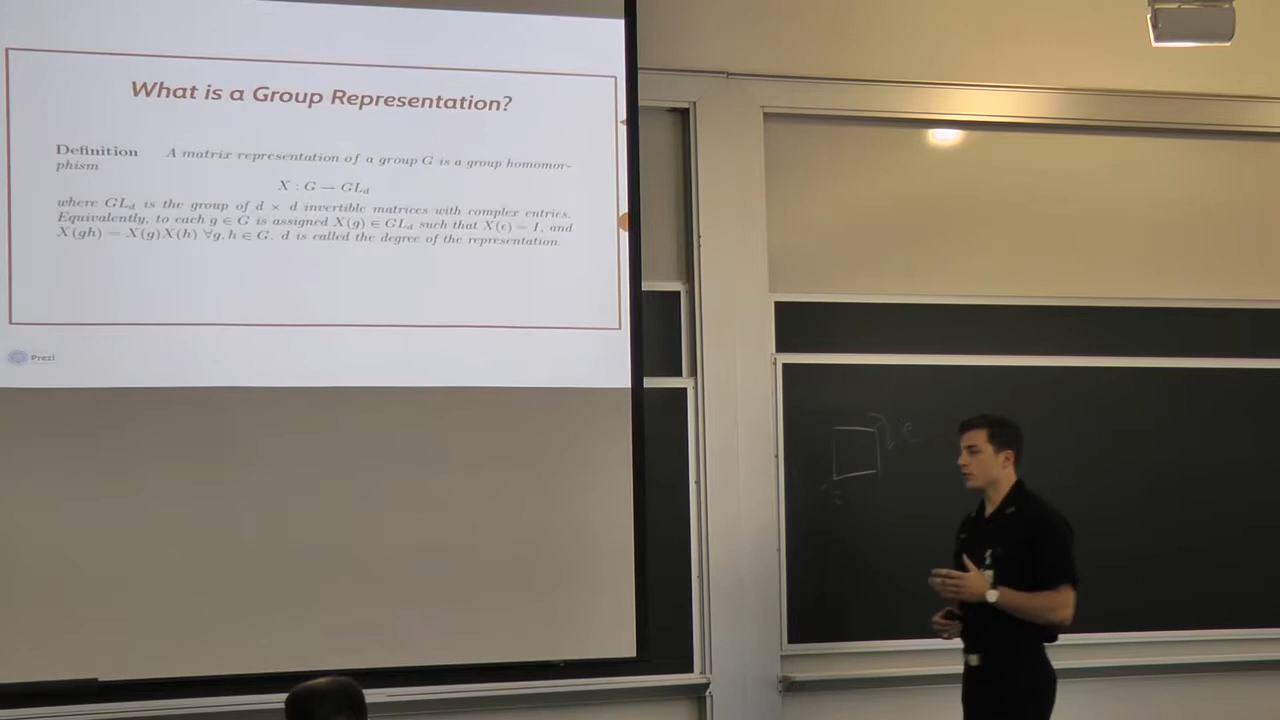 What is a Group Representation?
Definition A matrix representation of a group G is a group homomor-
phism
X : G → GL_d
where GL_d is the group of d × d invertible matrices with complex entries.
Equivalently, to each g ∈ G is assigned X(g) ∈ GL_d such that X(ϵ) = I, and
X(gh) = X(g)X(h) ∀g, h ∈ G. d is called the degree of the representation.
Prezi